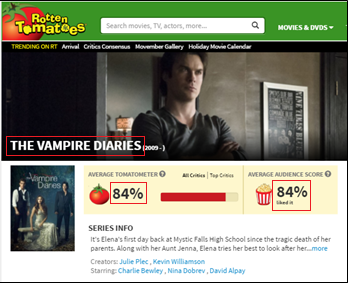 Rotten
Tomatoes
Search movies, TV, actors, more...
MOVIES & DVDS
TRENDING ON RT Arrival Critics Consensus Movember Gallery Holiday Movie Calendar
THE VAMPIRE DIARIES (2009 - )
AVERAGE TOMATOMETER ? All Critics | Top Critics
84%
AVERAGE AUDIENCE SCORE ?
84%
liked it
The
Vampire
Diaries
SERIES INFO
It's Elena's first day back at Mystic Falls High School since the tragic death of her
parents. Along with her Aunt Jenna, Elena tries her best to look after her...more
Creators: Julie Plec , Kevin Williamson
Starring: Charlie Bewley , Nina Dobrev , David Alpay